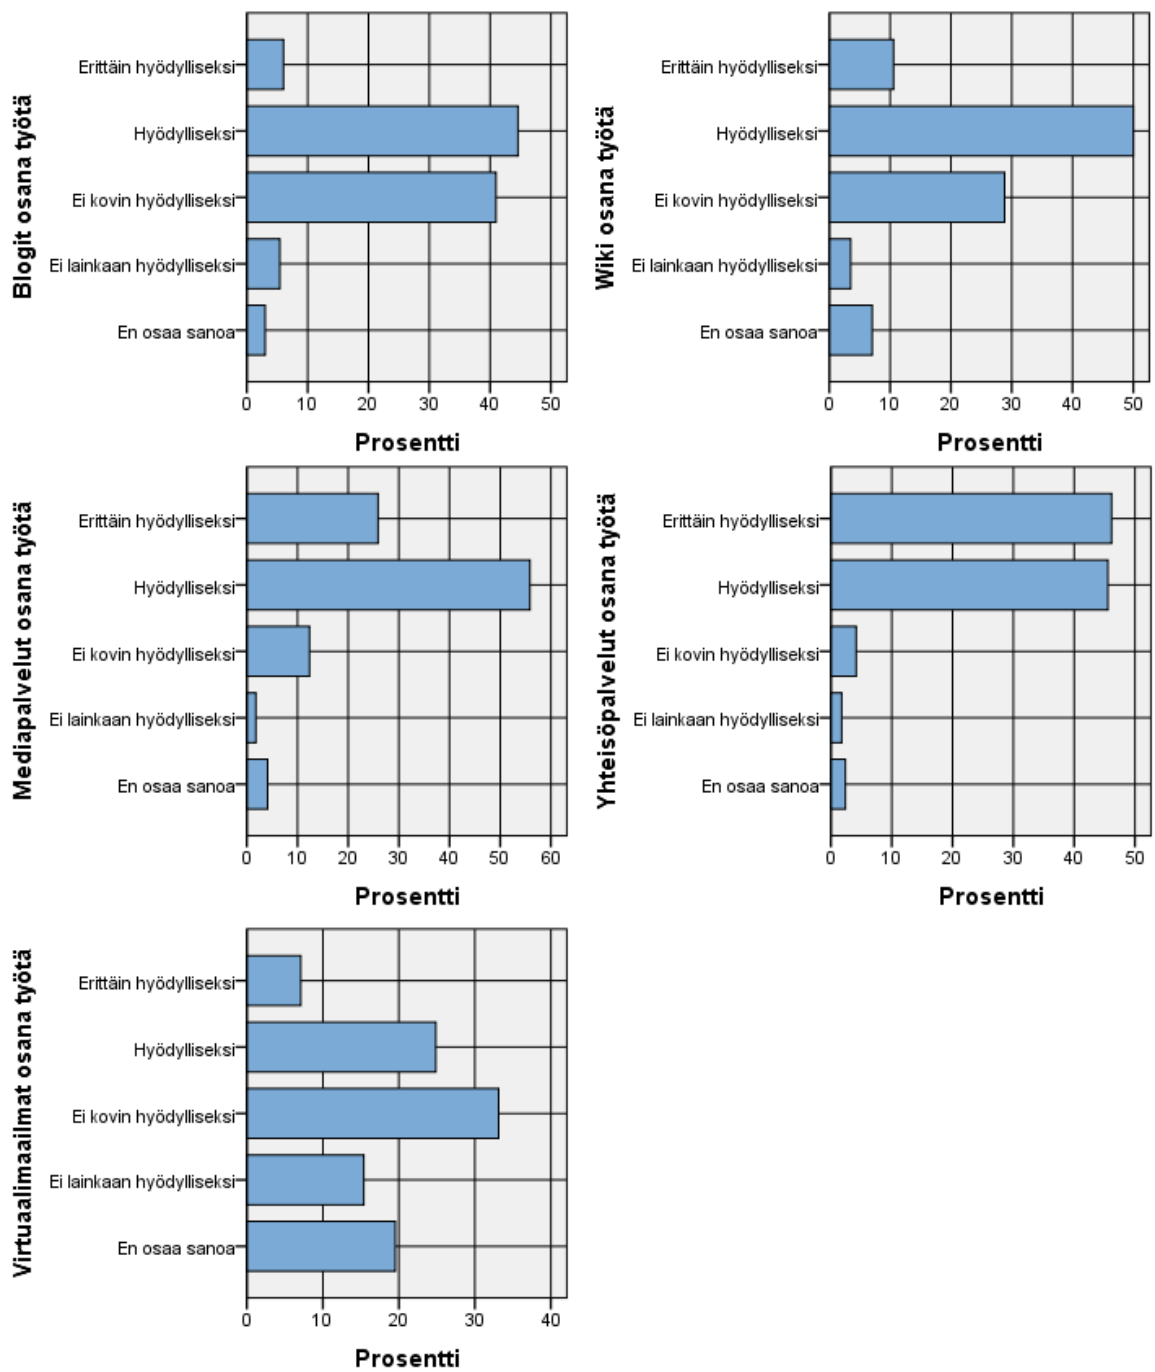 Blogit osana työtä
Erittäin hyödylliseksi
Hyödylliseksi
Ei kovin hyödylliseksi
Ei lainkaan hyödylliseksi
En osaa sanoa
0 10 20 30 40 50
Prosentti
Wiki osana työtä
Erittäin hyödylliseksi
Hyödylliseksi
Ei kovin hyödylliseksi
Ei lainkaan hyödylliseksi
En osaa sanoa
0 10 20 30 40 50
Prosentti
Mediapalvelut osana työtä
Erittäin hyödylliseksi
Hyödylliseksi
Ei kovin hyödylliseksi
Ei lainkaan hyödylliseksi
En osaa sanoa
0 10 20 30 40 50 60
Prosentti
Yhteisöpalvelut osana työtä
Erittäin hyödylliseksi
Hyödylliseksi
Ei kovin hyödylliseksi
Ei lainkaan hyödylliseksi
En osaa sanoa
0 10 20 30 40 50
Prosentti
Virtuaalimaailmat osana työtä
Erittäin hyödylliseksi
Hyödylliseksi
Ei kovin hyödylliseksi
Ei lainkaan hyödylliseksi
En osaa sanoa
0 10 20 30 40
Prosentti